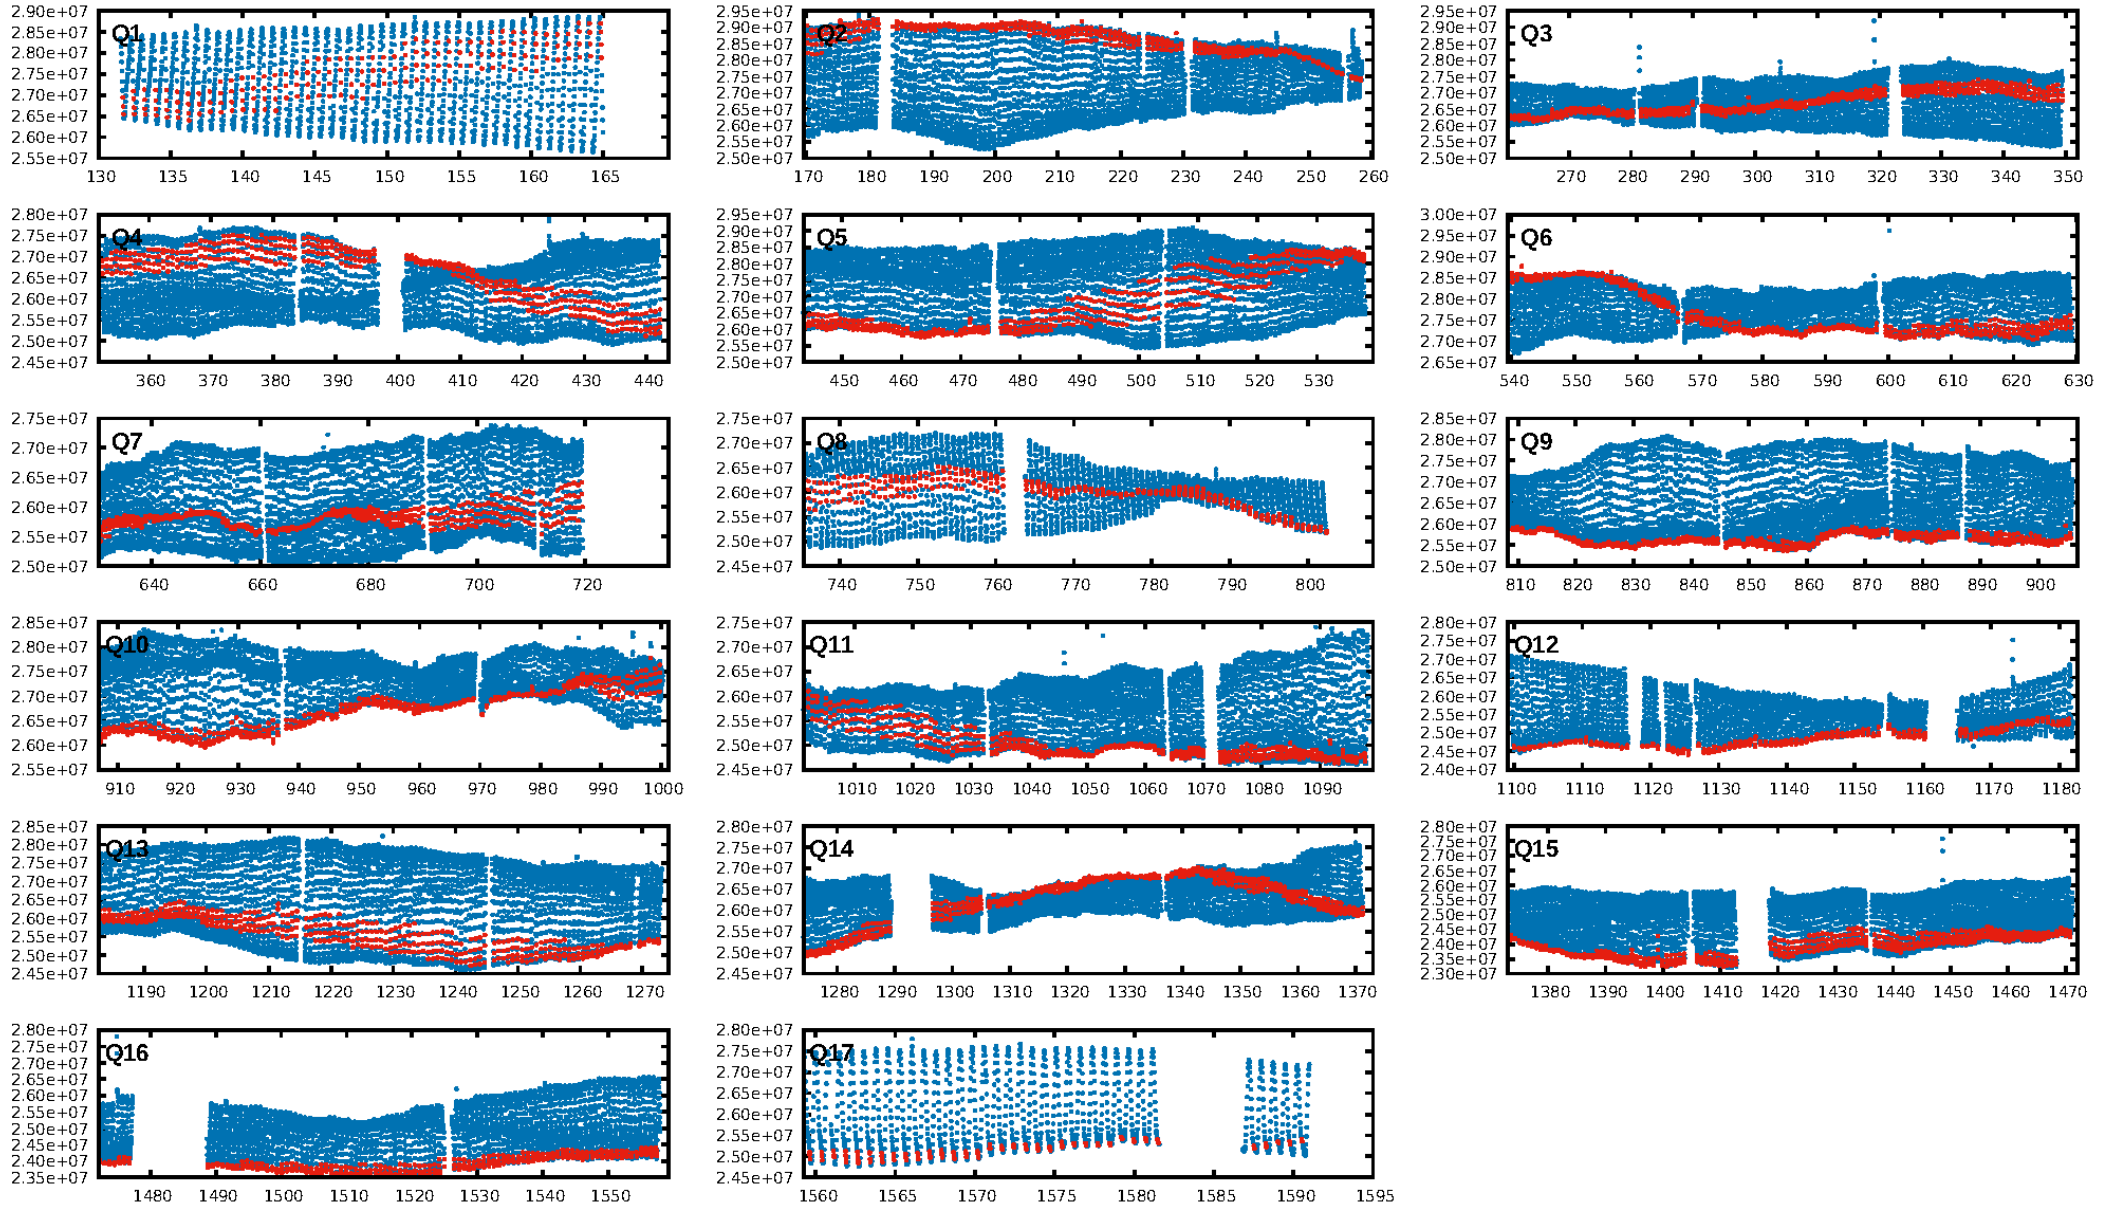 Q1
2.90e+07
2.85e+07
2.80e+07
2.75e+07
2.70e+07
2.65e+07
2.60e+07
2.55e+07
130 135 140 145 150 155 160 165
Q2
2.95e+07
2.90e+07
2.85e+07
2.80e+07
2.75e+07
2.70e+07
2.65e+07
2.60e+07
2.55e+07
2.50e+07
170 180 190 200 210 220 230 240 250 260
Q3
2.95e+07
2.90e+07
2.85e+07
2.80e+07
2.75e+07
2.70e+07
2.65e+07
2.60e+07
2.55e+07
2.50e+07
270 280 290 300 310 320 330 340 350
Q4
2.80e+07
2.75e+07
2.70e+07
2.65e+07
2.60e+07
2.55e+07
2.50e+07
2.45e+07
360 370 380 390 400 410 420 430 440
Q5
2.95e+07
2.90e+07
2.85e+07
2.80e+07
2.75e+07
2.70e+07
2.65e+07
2.60e+07
2.55e+07
2.50e+07
450 460 470 480 490 500 510 520 530
Q6
3.00e+07
2.95e+07
2.90e+07
2.85e+07
2.80e+07
2.75e+07
2.70e+07
2.65e+07
540 550 560 570 580 590 600 610 620 630
Q7
2.75e+07
2.70e+07
2.65e+07
2.60e+07
2.55e+07
2.50e+07
640 660 680 700 720
Q8
2.75e+07
2.70e+07
2.65e+07
2.60e+07
2.55e+07
2.50e+07
2.45e+07
740 750 760 770 780 790 800
Q9
2.85e+07
2.80e+07
2.75e+07
2.70e+07
2.65e+07
2.60e+07
2.55e+07
2.50e+07
810 820 830 840 850 860 870 880 890 900
Q10
2.85e+07
2.80e+07
2.75e+07
2.70e+07
2.65e+07
2.60e+07
2.55e+07
910 920 930 940 950 960 970 980 990 1000
Q11
2.75e+07
2.70e+07
2.65e+07
2.60e+07
2.55e+07
2.50e+07
2.45e+07
1010 1020 1030 1040 1050 1060 1070 1080 1090
Q12
2.80e+07
2.75e+07
2.70e+07
2.65e+07
2.60e+07
2.55e+07
2.50e+07
2.45e+07
2.40e+07
1100 1110 1120 1130 1140 1150 1160 1170 1180
Q13
2.85e+07
2.80e+07
2.75e+07
2.70e+07
2.65e+07
2.60e+07
2.55e+07
2.50e+07
2.45e+07
1190 1200 1210 1220 1230 1240 1250 1260 1270
Q14
2.80e+07
2.75e+07
2.70e+07
2.65e+07
2.60e+07
2.55e+07
2.50e+07
2.45e+07
1280 1290 1300 1310 1320 1330 1340 1350 1360 1370
Q15
2.80e+07
2.75e+07
2.70e+07
2.65e+07
2.60e+07
2.55e+07
2.50e+07
2.45e+07
2.40e+07
2.35e+07
2.30e+07
1380 1390 1400 1410 1420 1430 1440 1450 1460 1470
Q16
2.80e+07
2.75e+07
2.70e+07
2.65e+07
2.60e+07
2.55e+07
2.50e+07
2.45e+07
2.40e+07
2.35e+07
1480 1490 1500 1510 1520 1530 1540 1550
Q17
2.80e+07
2.75e+07
2.70e+07
2.65e+07
2.60e+07
2.55e+07
2.50e+07
2.45e+07
1560 1565 1570 1575 1580 1585 1590 1595